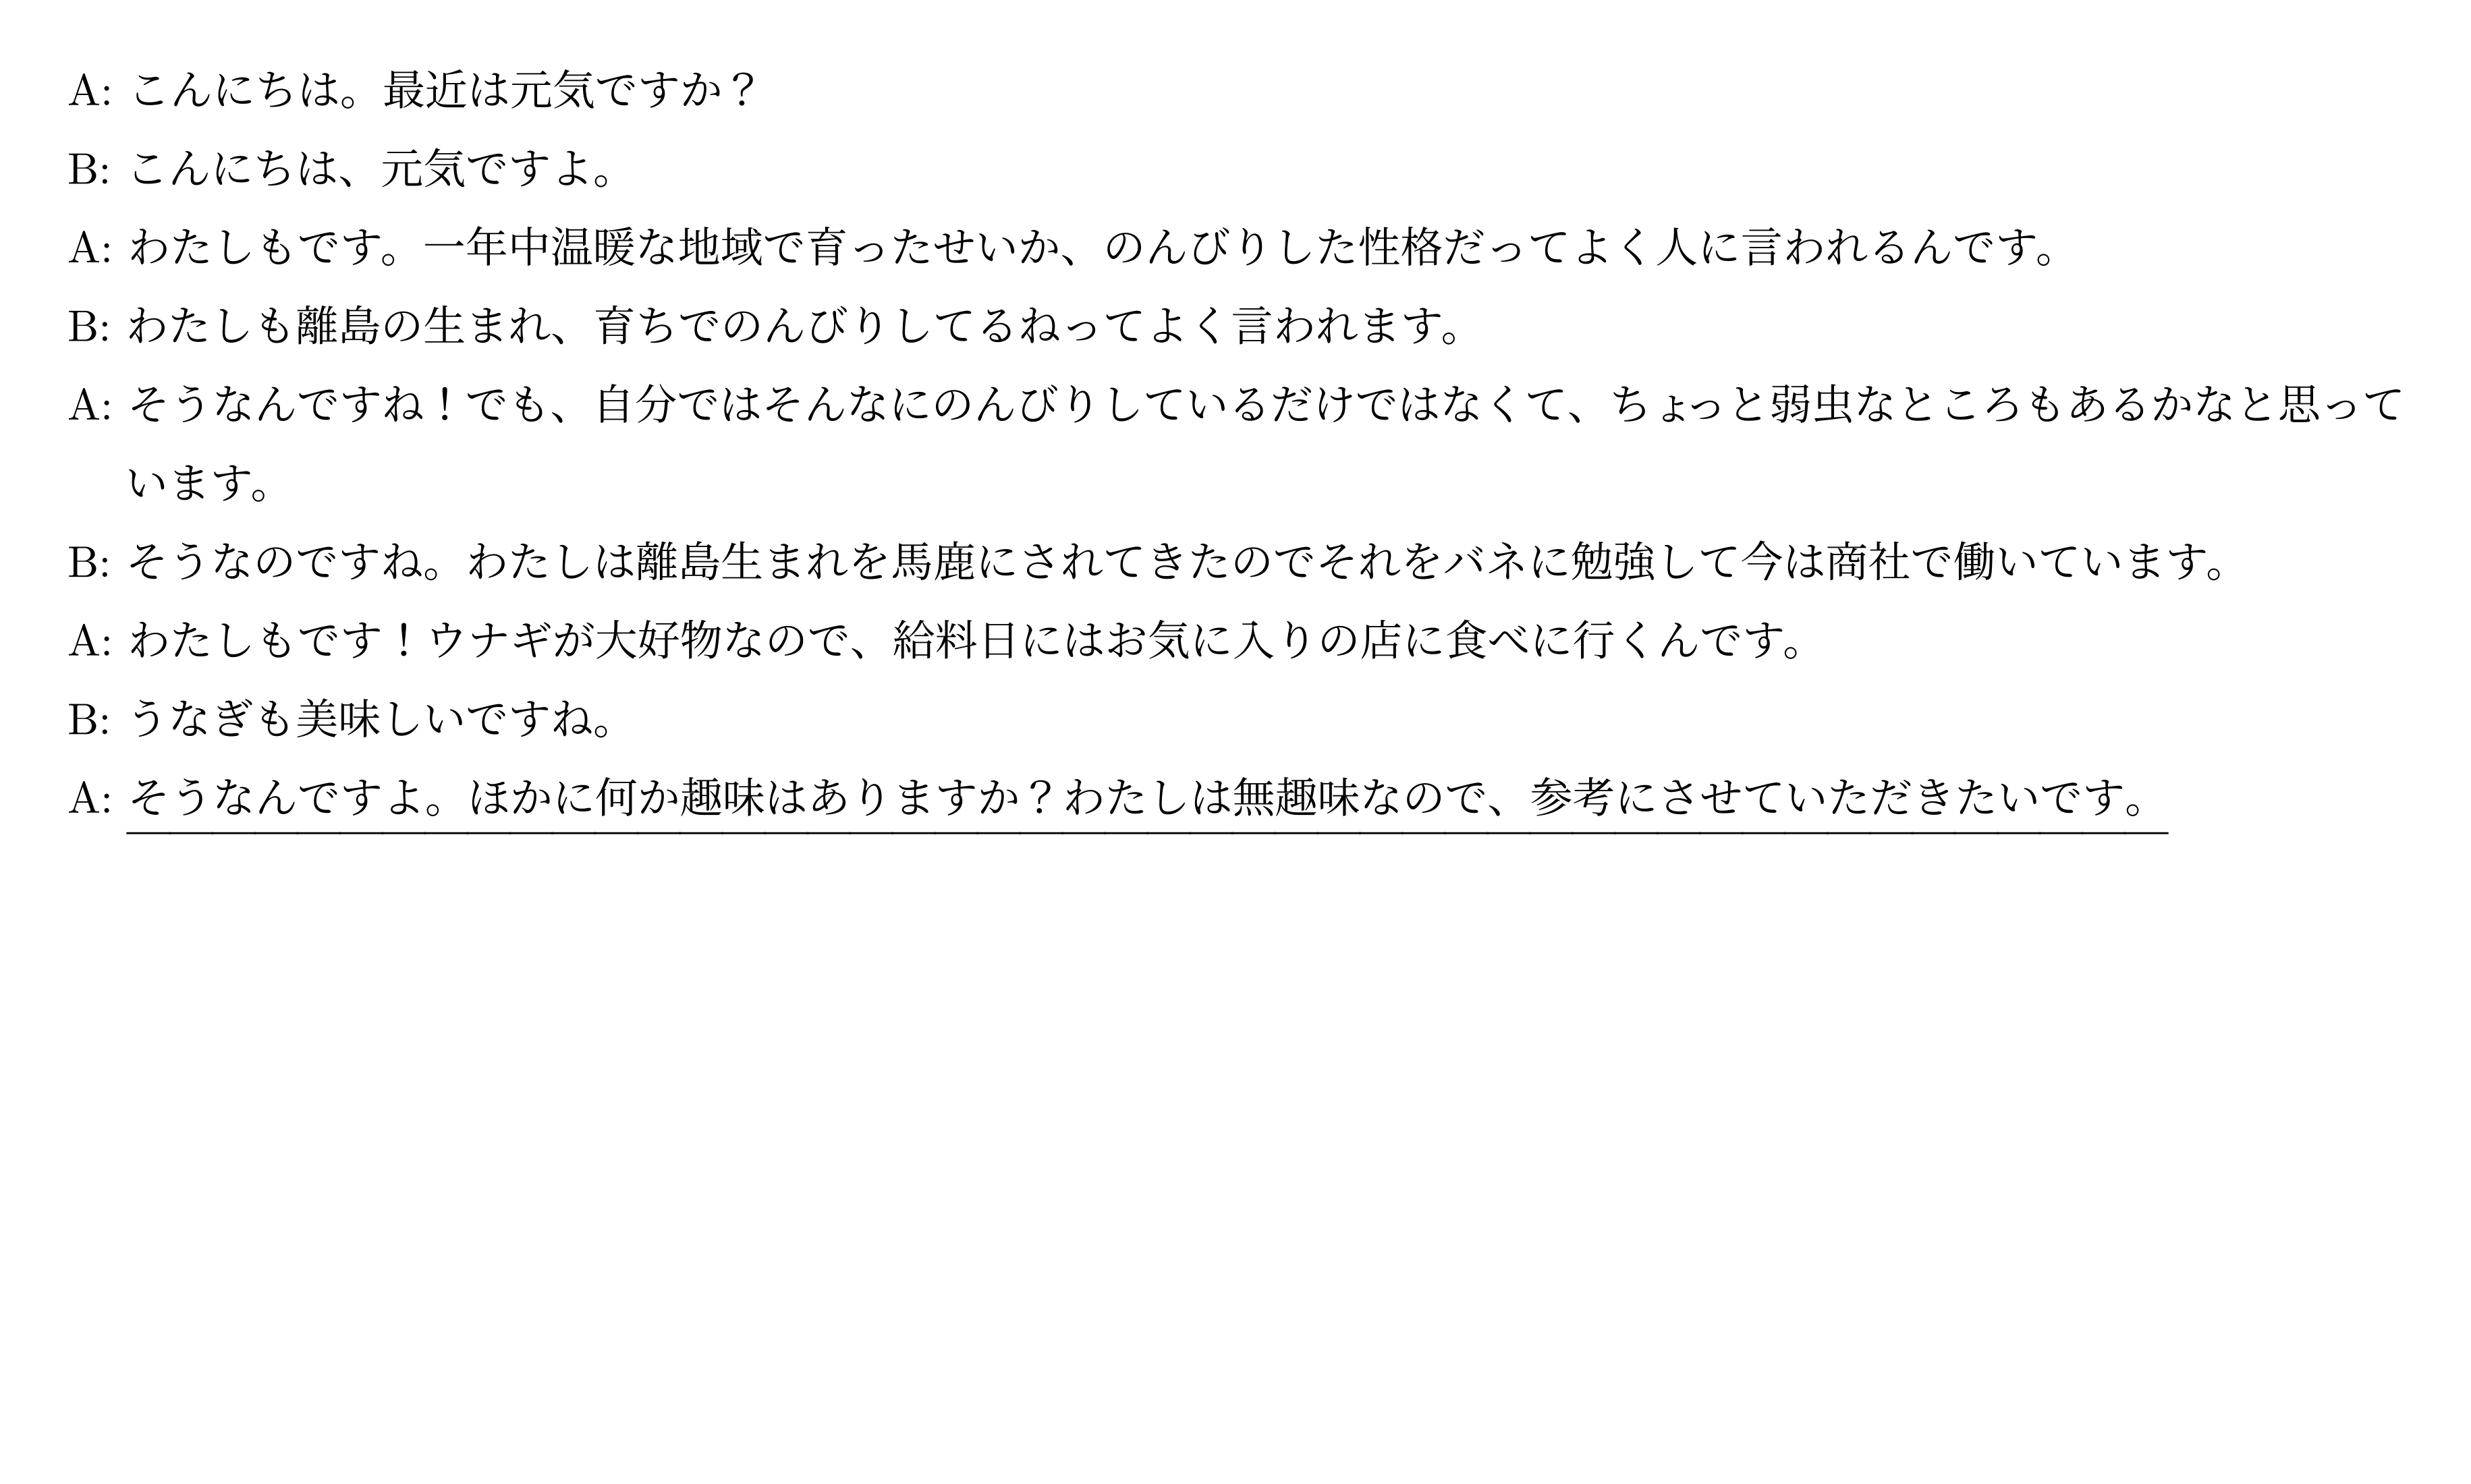 A: こんにちは。最近は元気ですか？
B: こんにちは、元気ですよ。
A: わたしもです。一年中温暖な地域で育ったせいか、のんびりした性格だってよく人に言われるんです。
B: わたしも離島の生まれ、育ちでのんびりしてるねってよく言われます。
A: そうなんですね！でも、自分ではそんなにのんびりしているだけではなくて、ちょっと弱虫なところもあるかなと思って
います。
B: そうなのですね。わたしは離島生まれを馬鹿にされてきたのでそれをバネに勉強して今は商社で働いています。
A: わたしもです！ウナギが大好物なので、給料日にはお気に入りの店に食べに行くんです。
B: うなぎも美味しいですね。
A: そうなんですよ。ほかに何か趣味はありますか？わたしは無趣味なので、参考にさせていただきたいです。